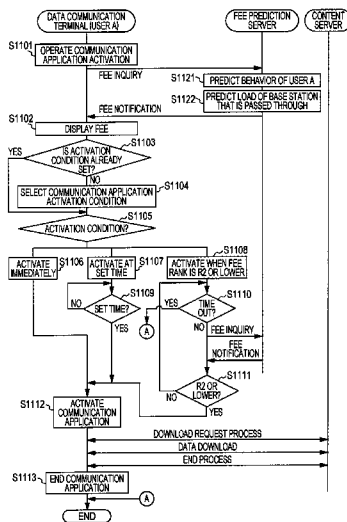 DATA COMMUNICATION
TERMINAL (USER A)
FEE PREDICTION
SERVER
CONTENT
SERVER
S1101
OPERATE COMMUNICATION
APPLICATION ACTIVATION
FEE INQUIRY
S1121
PREDICT BEHAVIOR OF USER A
S1122
PREDICT LOAD OF BASE STATION
THAT IS PASSED THROUGH
FEE NOTIFICATION
S1102
DISPLAY FEE
S1103
IS ACTIVATION
CONDITION ALREADY
SET?
YES
NO
S1104
SELECT COMMUNICATION APPLICATION
ACTIVATION CONDITION
S1105
ACTIVATION CONDITION?
S1106
S1107
S1108
ACTIVATE
IMMEDIATELY
ACTIVATE AT
SET TIME
ACTIVATE WHEN FEE
RANK IS R2 OR LOWER
S1109
S1110
NO
SET TIME?
YES
TIME
OUT?
YES
A
NO
FEE INQUIRY
FEE
NOTIFICATION
S1111
R2 OR
LOWER?
NO
YES
S1112
ACTIVATE
COMMUNICATION
APPLICATION
DOWNLOAD REQUEST PROCESS
DATA DOWNLOAD
END PROCESS
S1113
END COMMUNICATION
APPLICATION
A
END